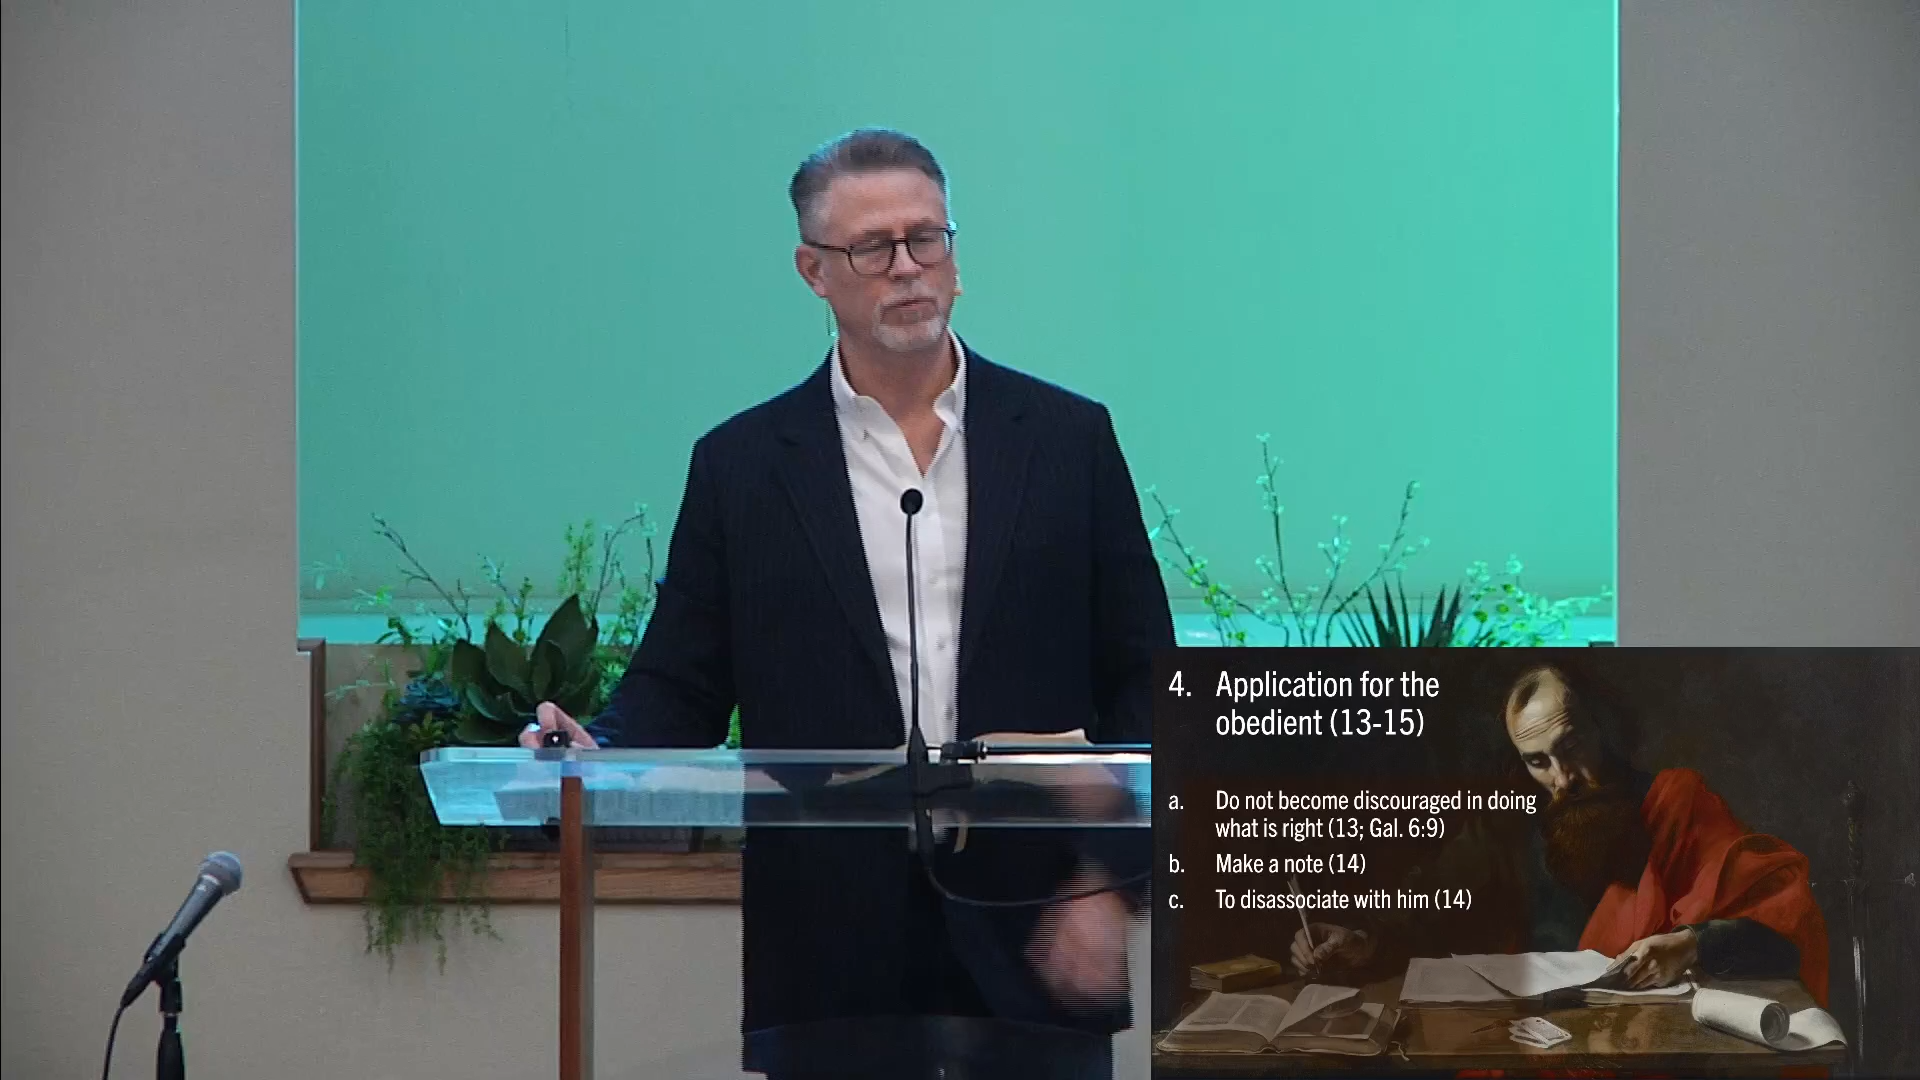 4. Application for the
obedient (13-15)
a. Do not become discouraged in doing
what is right (13; Gal. 6:9)
b. Make a note (14)
c. To disassociate with him (14)